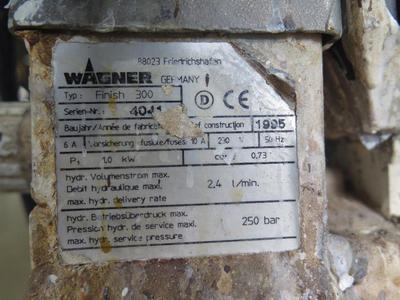 88023 Friedrichshafen
WAGNER GERMANY
Typ: Finish 300
D CE
Serien-Nr.: 4041
Baujahr/Année de fabrication of construction 1995
6 A Vorsicherung fusible/fuses 10 A 230 50 Hz
P1 1,0 kW cos 0,73
hydr. Volumenstrom max.
Debit hydraulique maxi. 2.4 l/min.
max. hydr. delivery rate
hydr. Betriebsüberdruck max.
Pression hydr. de service maxi. 250 bar
max. hydr. service pressure